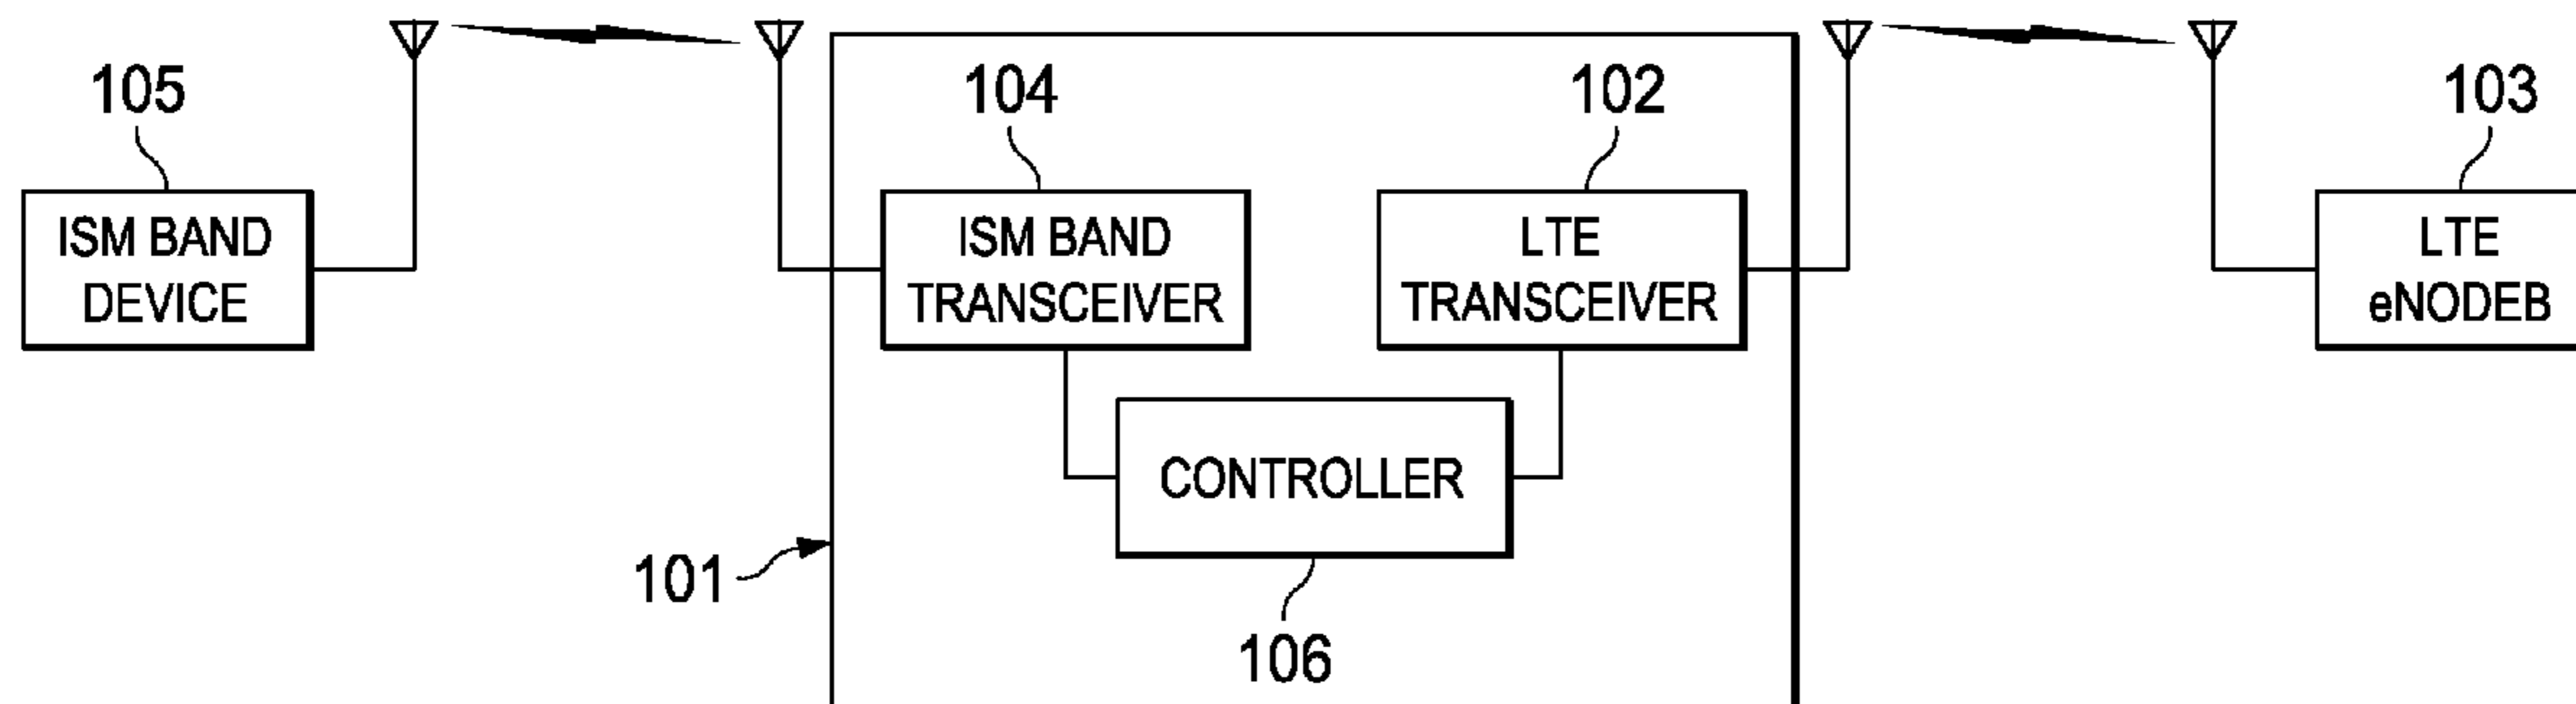 105
104
102
103
ISM BAND
DEVICE
ISM BAND
TRANSCEIVER
LTE
TRANSCEIVER
LTE
eNODEB
CONTROLLER
101
106